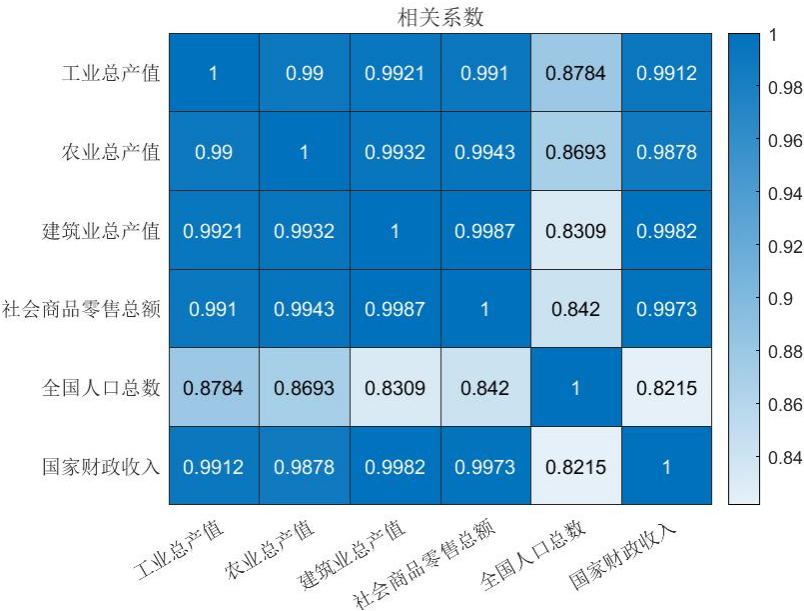 相关系数
工业总产值 1 0.99 0.9921 0.991 0.8784 0.9912
农业总产值 0.99 1 0.9932 0.9943 0.8693 0.9878
建筑业总产值 0.9921 0.9932 1 0.9987 0.8309 0.9982
社会商品零售总额 0.991 0.9943 0.9987 1 0.842 0.9973
全国人口总数 0.8784 0.8693 0.8309 0.842 1 0.8215
国家财政收入 0.9912 0.9878 0.9982 0.9973 0.8215 1
工业总产值 农业总产值 建筑业总产值 社会商品零售总额 全国人口总数 国家财政收入
1
0.98
0.96
0.94
0.92
0.9
0.88
0.86
0.84